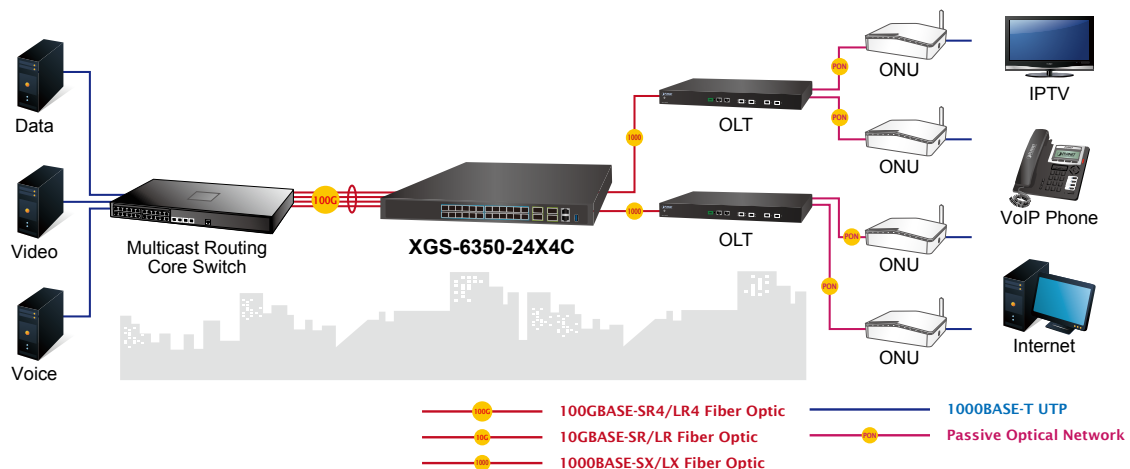 Data
Video
Voice
Multicast Routing
Core Switch
100G
XGS-6350-24X4C
1000
1000
OLT
OLT
PON
PON
PON
PON
ONU
ONU
ONU
ONU
IPTV
VoIP Phone
Internet
100G
100GBASE-SR4/LR4 Fiber Optic
10G
10GBASE-SR/LR Fiber Optic
1000
1000BASE-SX/LX Fiber Optic
1000BASE-T UTP
PON
Passive Optical Network